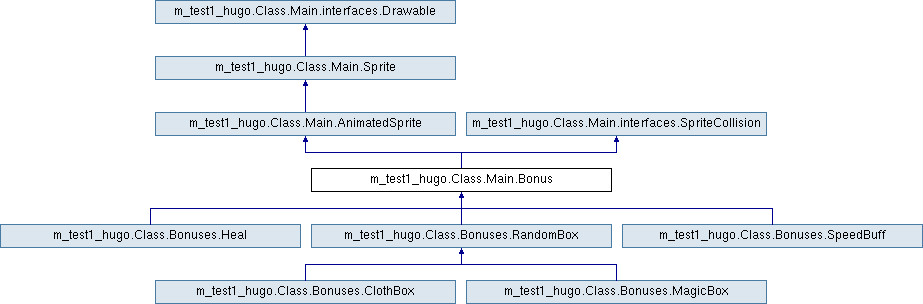 m_test1_hugo.Class.Main.interfaces.Drawable
m_test1_hugo.Class.Main.Sprite
m_test1_hugo.Class.Main.AnimatedSprite
m_test1_hugo.Class.Main.interfaces.SpriteCollision
m_test1_hugo.Class.Main.Bonus
m_test1_hugo.Class.Bonuses.Heal
m_test1_hugo.Class.Bonuses.RandomBox
m_test1_hugo.Class.Bonuses.SpeedBuff
m_test1_hugo.Class.Bonuses.ClothBox
m_test1_hugo.Class.Bonuses.MagicBox